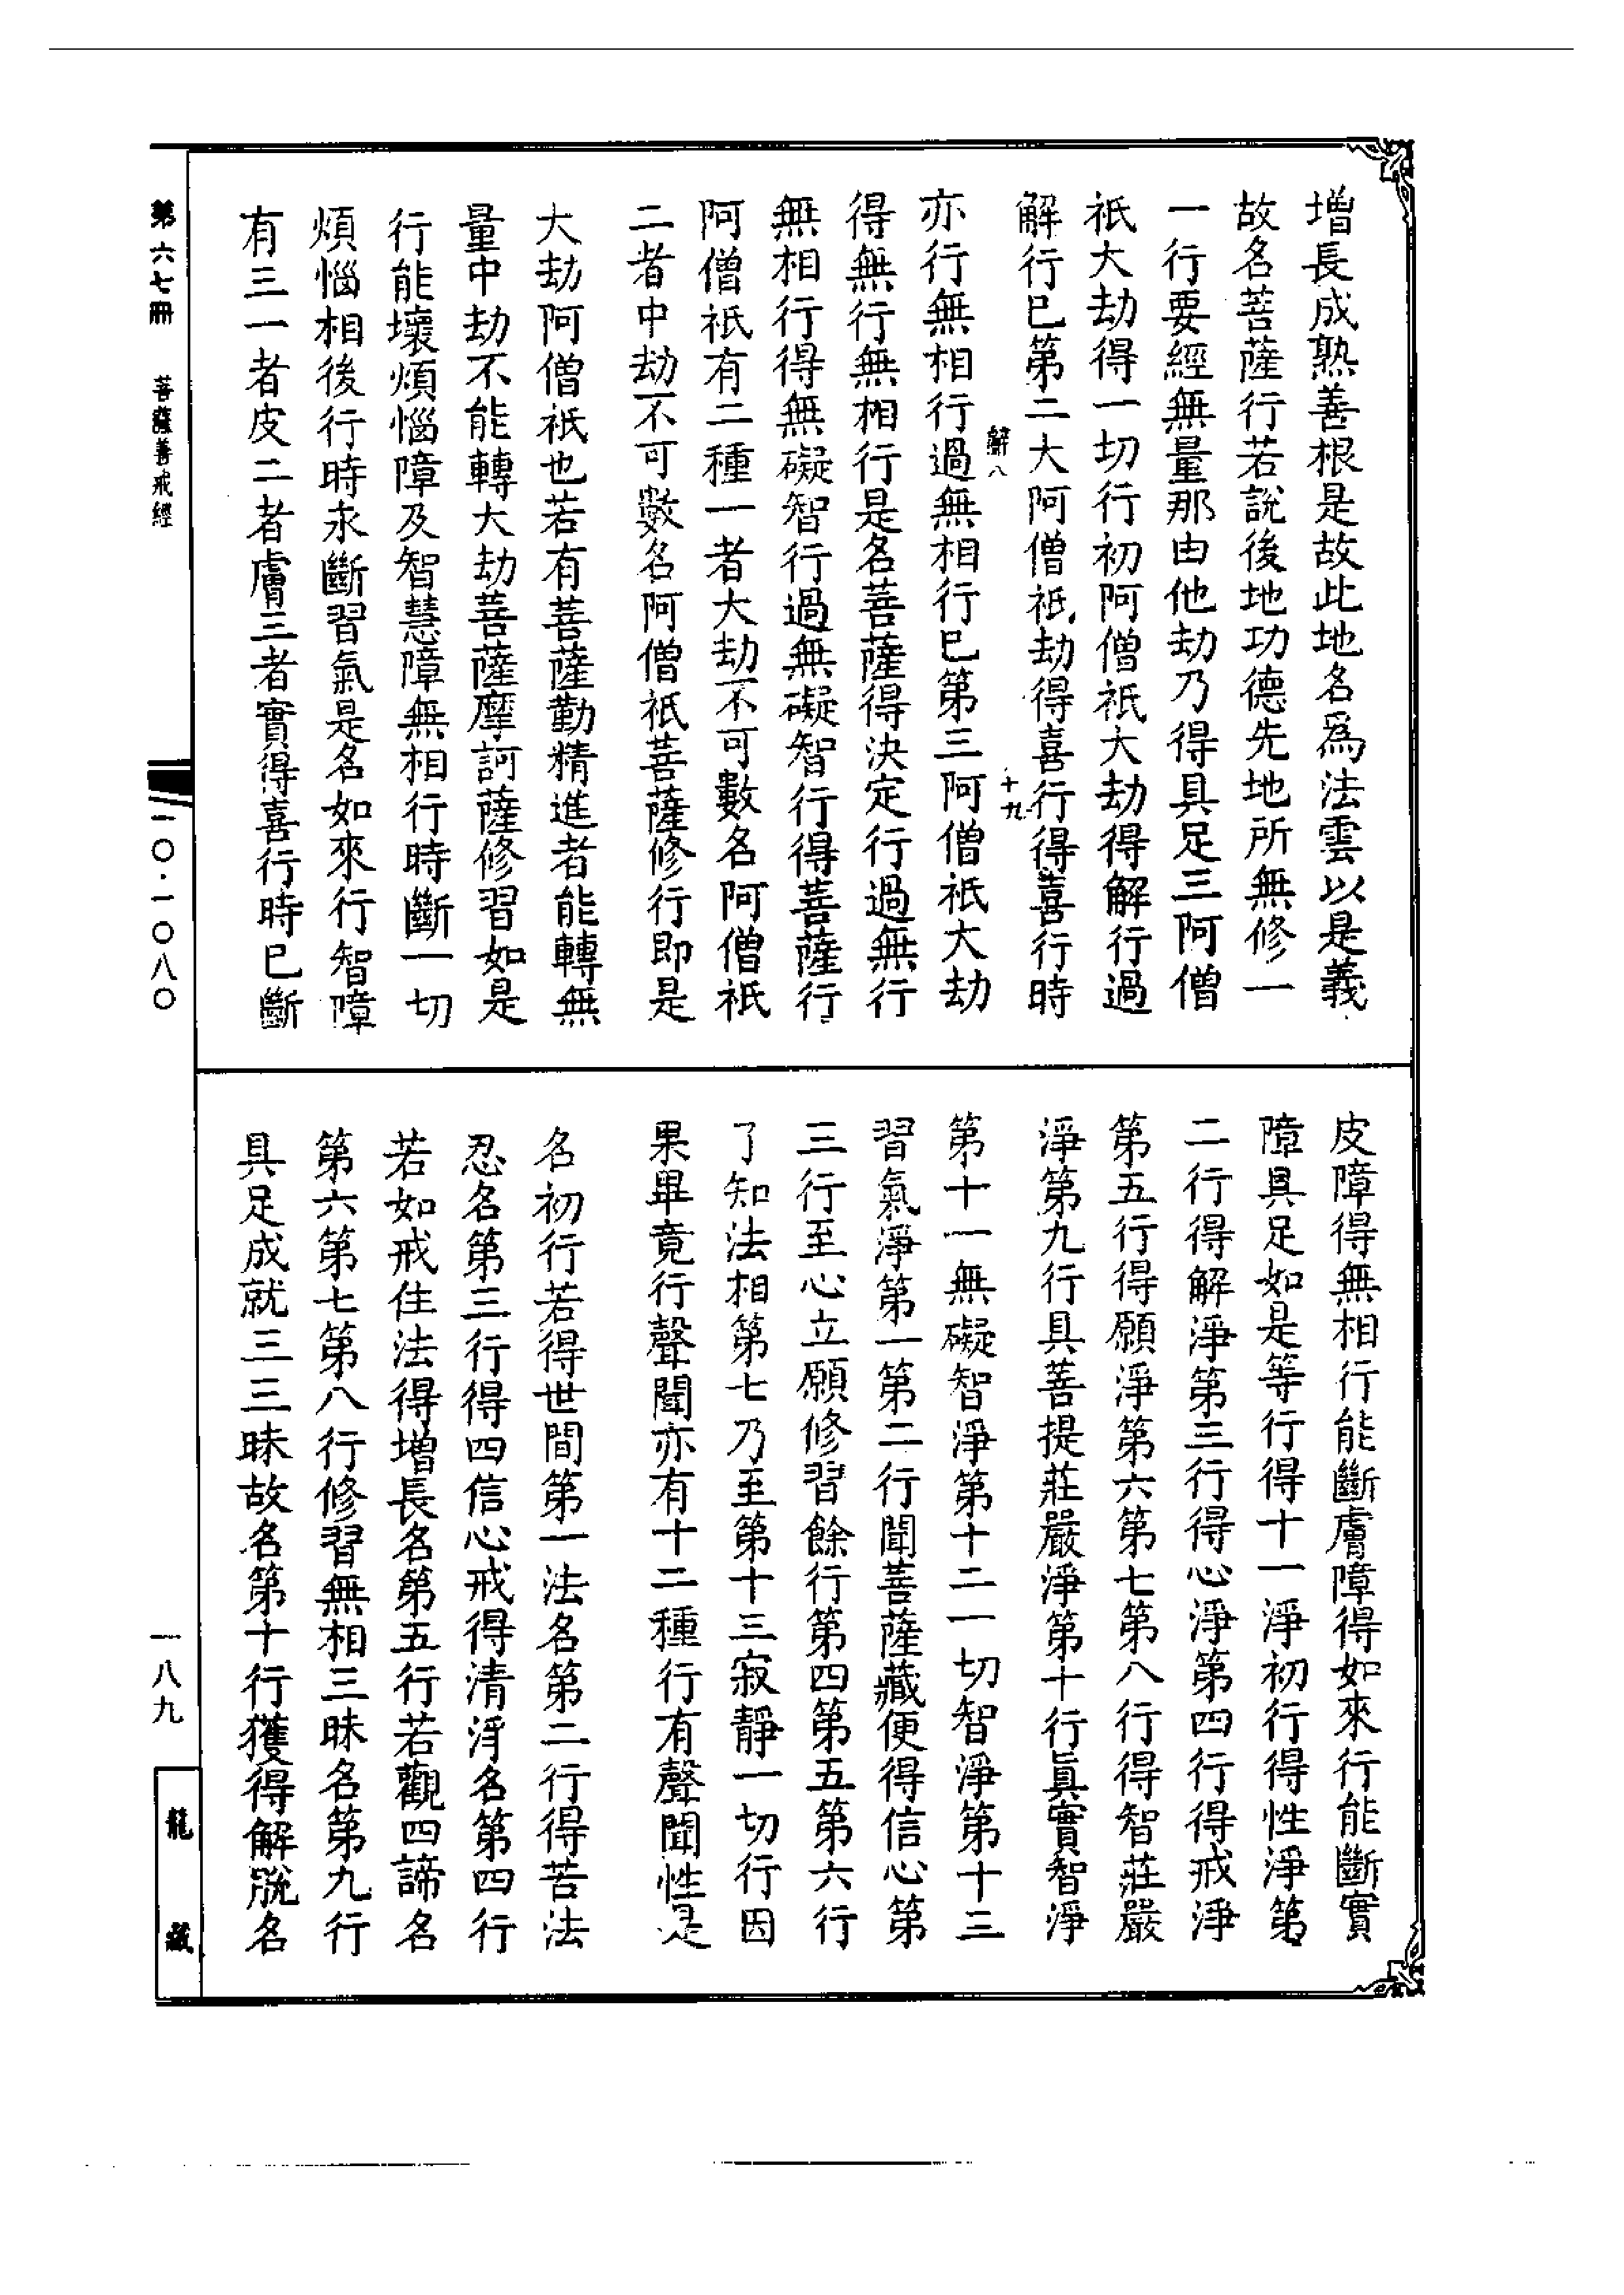 增長成熟善根是故此地名爲法雲以是義
故名菩薩行若說後地功德先地所無修一
一行要經無量那由他劫乃得具足三阿僧
祇大劫得一切行初阿僧祇大劫得解行過
解行已第二大阿僧祇劫得喜行得喜行時
亦行無相行過無相行已第三阿僧祇大劫
得無行無相行是名菩薩得決定行過無行
無相行得無礙智行過無礙智行得菩薩行
阿僧祇有二種一者大劫不可數名阿僧祇
二者中劫不可數名阿僧祇菩薩修行即是
大劫阿僧祇也若有菩薩勤精進者能轉無
量中劫不能轉大劫菩薩摩訶薩修習如是
行能壞煩惱障及智慧障無相行時斷一切
煩惱相後行時永斷習氣是名如來行智障
有三一者皮二者膚三者實得喜行時已斷
皮障得無相行能斷膚障得如來行能斷實
障具足如是等行得十一淨初行得性淨第
二行得解淨第三行得心淨第四行得戒淨
第五行得願淨第六第七第八行得智莊嚴
淨第九行具菩提莊嚴淨第十行眞實智淨
第十一無礙智淨第十二一切智淨第十三
習氣淨第一第二行聞菩薩藏便得信心第
三行至心立願修習餘行第四第五第六行
了知法相第七乃至第十三寂靜一切行因
果畢竟行聲聞亦有十二種行有聲聞性是
名初行若得世間第一法名第二行得苦法
忍名第三行得四信心戒得清淨名第四行
若如戒住法得增長名第五行若觀四諦名
第六第七第八行修習無相三昧名第九行
具足成就三三昧故名第十行獲得解脫名
第六七冊 菩薩善戒經
一〇·一〇八〇
一八九
龍藏
十九